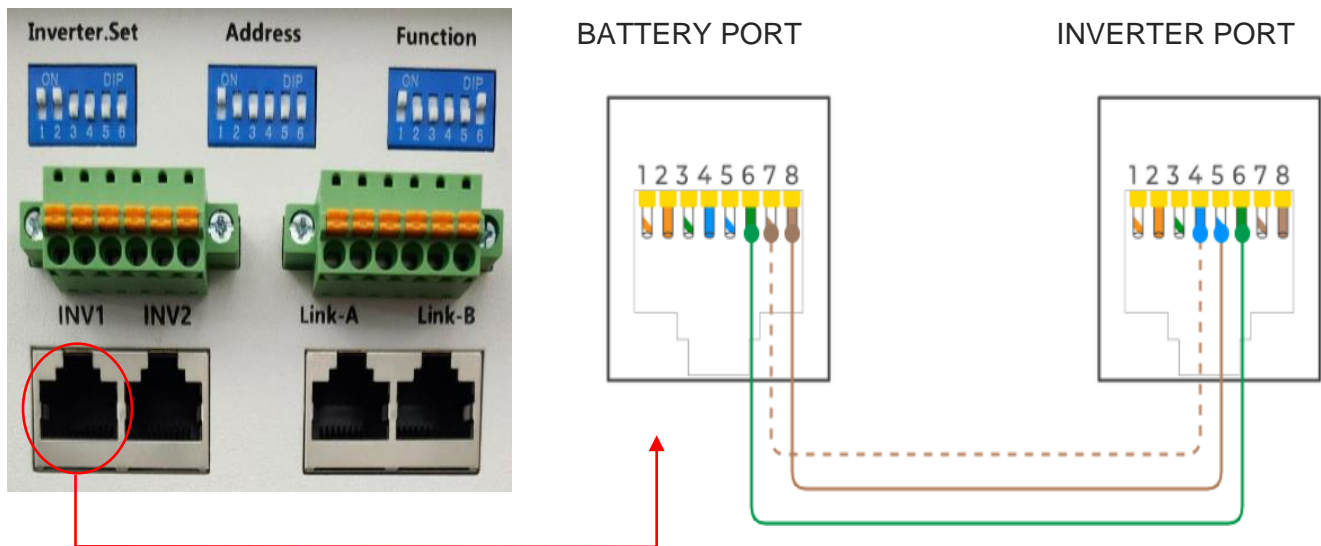 Inverter.Set Address Function
ON DIP
1 2 3 4 5 6
ON DIP
1 2 3 4 5 6
ON DIP
1 2 3 4 5 6
INV1 INV2 Link-A Link-B
BATTERY PORT
1 2 3 4 5 6 7 8
INVERTER PORT
1 2 3 4 5 6 7 8